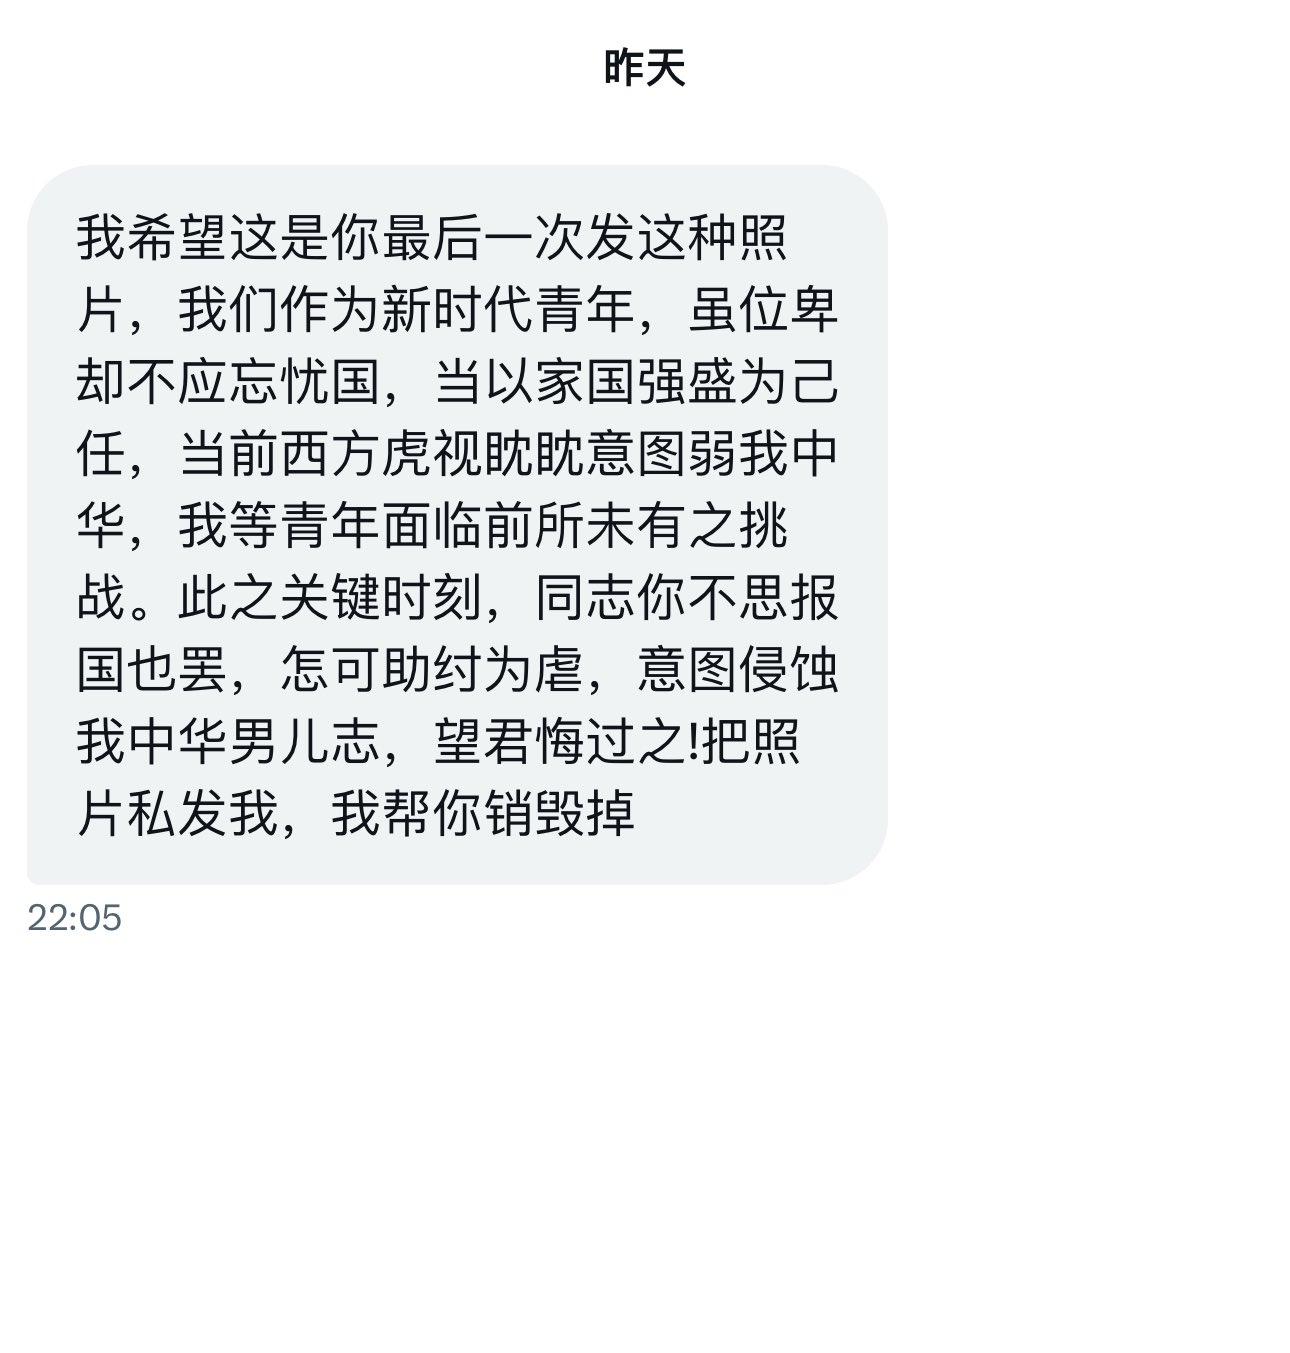 昨天
我希望这是你最后一次发这种照
片，我们作为新时代青年，虽位卑
却不应忘忧国，当以家国强盛为己
任，当前西方虎视眈眈意图弱我中
华，我等青年面临前所未有之挑
战。此之关键时刻，同志你不思报
国也罢，怎可助纣为虐，意图侵蚀
我中华男儿志，望君悔过之!把照
片私发我，我帮你销毁掉
22:05